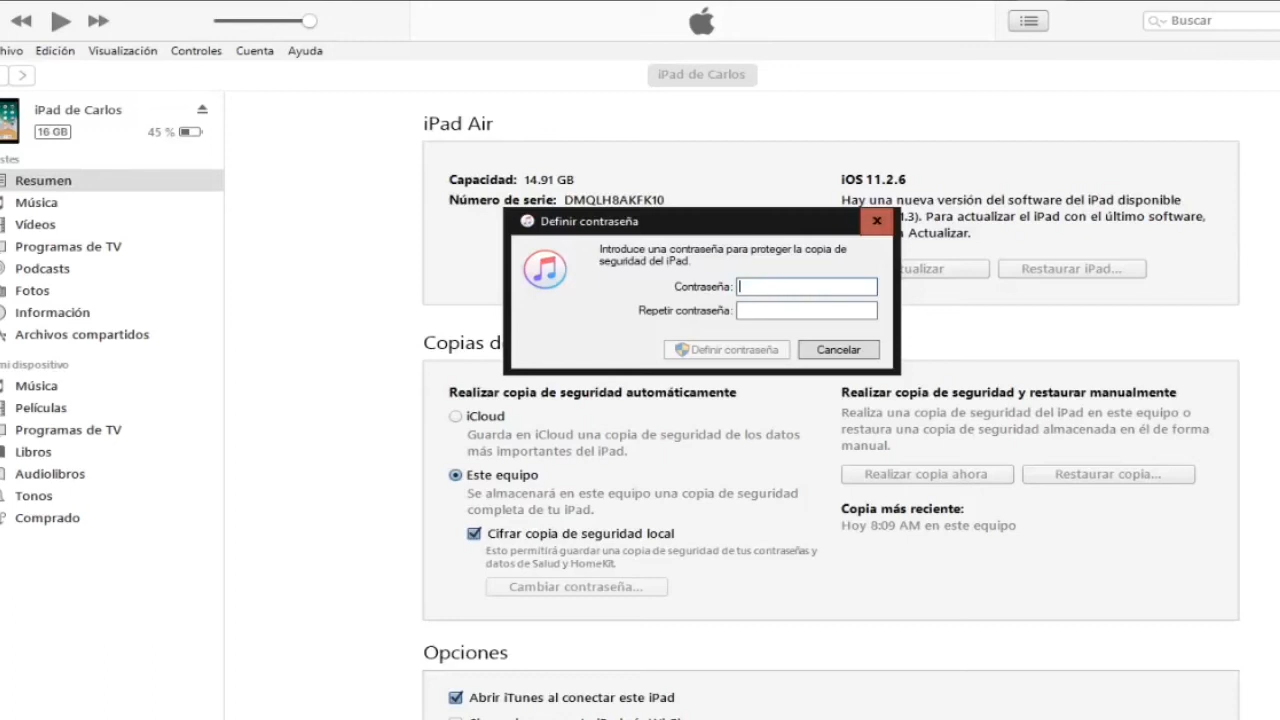 Buscar
hivo Edición Visualización Controles Cuenta Ayuda
iPad de Carlos
iPad de Carlos
16 GB 45 %
stes
Resumen
Música
Vídeos
Programas de TV
Podcasts
Fotos
Información
Archivos compartidos
mi dispositivo
Música
Películas
Programas de TV
Libros
Audiolibros
Tonos
Comprado
iPad Air
Capacidad: 14.91 GB
Número de serie: DMQLH8AKFK10
iOS 11.2.6
Hay una nueva versión del software del iPad disponible
1.3). Para actualizar el iPad con el último software,
a Actualizar.
ualizar Restaurar iPad...
Definir contraseña
Introduce una contraseña para proteger la copia de
seguridad del iPad.
Contraseña:
Repetir contraseña:
Definir contraseña Cancelar
Copias d
Realizar copia de seguridad automáticamente
iCloud
Guarda en iCloud una copia de seguridad de los datos
más importantes del iPad.
Este equipo
Se almacenará en este equipo una copia de seguridad
completa de tu iPad.
Cifrar copia de seguridad local
Esto permitirá guardar una copia de seguridad de tus contraseñas y
datos de Salud y HomeKit.
Cambiar contraseña...
Realizar copia de seguridad y restaurar manualmente
Realiza una copia de seguridad del iPad en este equipo o
restaura una copia de seguridad almacenada en él de forma
manual.
Realizar copia ahora Restaurar copia...
Copia más reciente:
Hoy 8:09 AM en este equipo
Opciones
Abrir iTunes al conectar este iPad